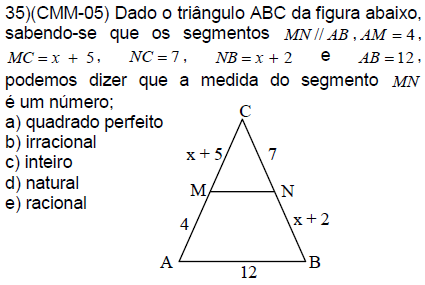 35)(CMM-05) Dado o triângulo ABC da figura abaixo,
sabendo-se que os segmentos MN // AB, AM = 4,
MC = x + 5, NC = 7, NB = x + 2 e AB = 12,
podemos dizer que a medida do segmento MN
é um número;
a) quadrado perfeito
b) irracional
c) inteiro
d) natural
e) racional
C
x + 5
7
M
N
4
x + 2
A
B
12